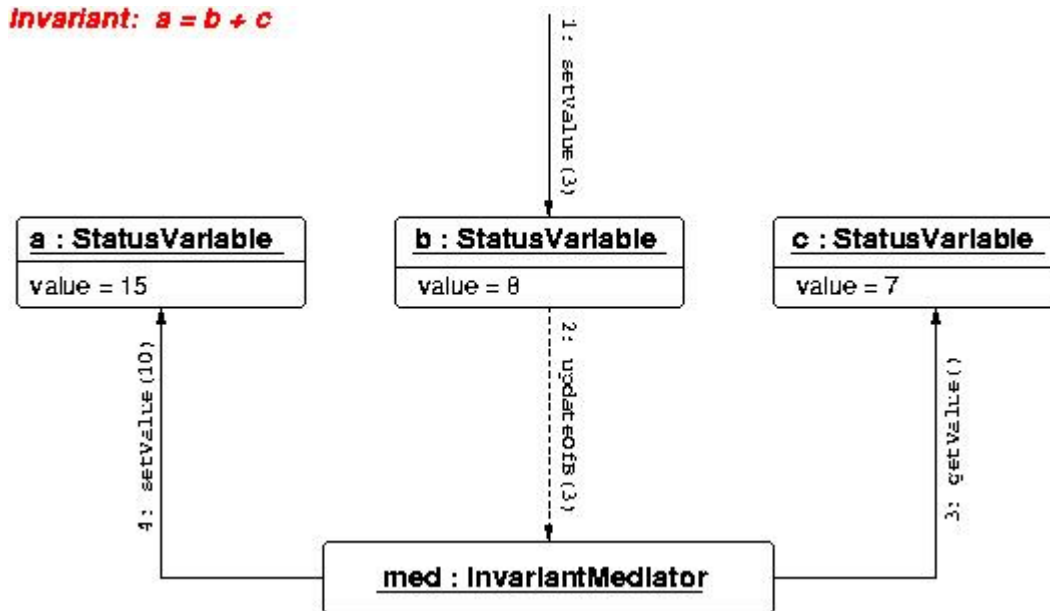 Invariant: a = b + c
1: setValue(3)
a : StatusVariable
value = 15
b : StatusVariable
value = 8
c : StatusVariable
value = 7
2: updateOfB(3)
4: setValue(10)
3: getValue()
med : InvariantMediator